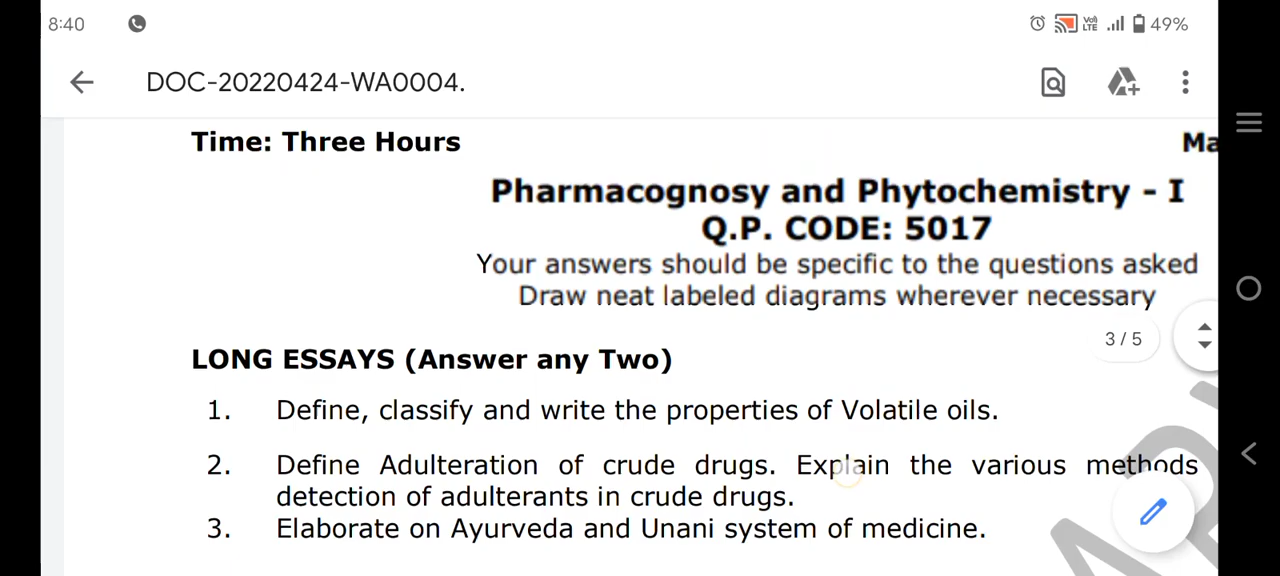 8:40
VoI) LTE 49%
DOC-20220424-WA0004.
Time: Three Hours
Pharmacognosy and Phytochemistry - I
Q.P. CODE: 5017
Your answers should be specific to the questions asked
Draw neat labeled diagrams wherever necessary
3/5
LONG ESSAYS (Answer any Two)
1. Define, classify and write the properties of Volatile oils.
2. Define Adulteration of crude drugs. Explain the various methods
detection of adulterants in crude drugs.
3. Elaborate on Ayurveda and Unani system of medicine.